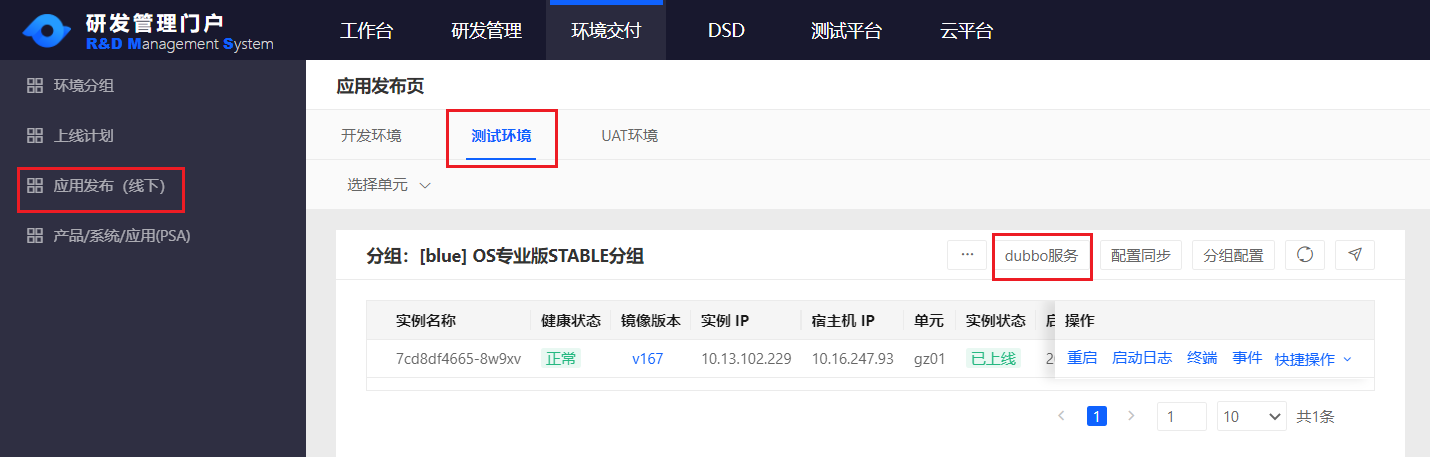 研发管理门户
R&D Management System
工作台 研发管理 环境交付 DSD 测试平台 云平台
环境分组
上线计划
应用发布（线下）
产品/系统/应用(PSA)
应用发布页
开发环境 测试环境 UAT环境
选择单元
分组：[blue] OS专业版STABLE分组 ··· dubbo服务 配置同步 分组配置
实例名称 健康状态 镜像版本 实例 IP 宿主机 IP 单元 实例状态 操作
7cd8df4665-8w9xv 正常 v167 10.13.102.229 10.16.247.93 gz01 已上线 重启 启动日志 终端 事件 快捷操作
1 1 10 共1条